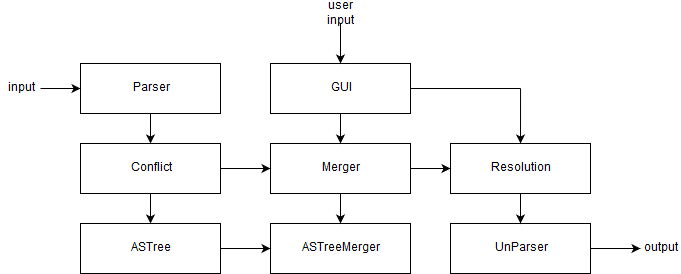 user
input
input
Parser
GUI
Conflict
Merger
Resolution
ASTree
ASTreeMerger
UnParser
output